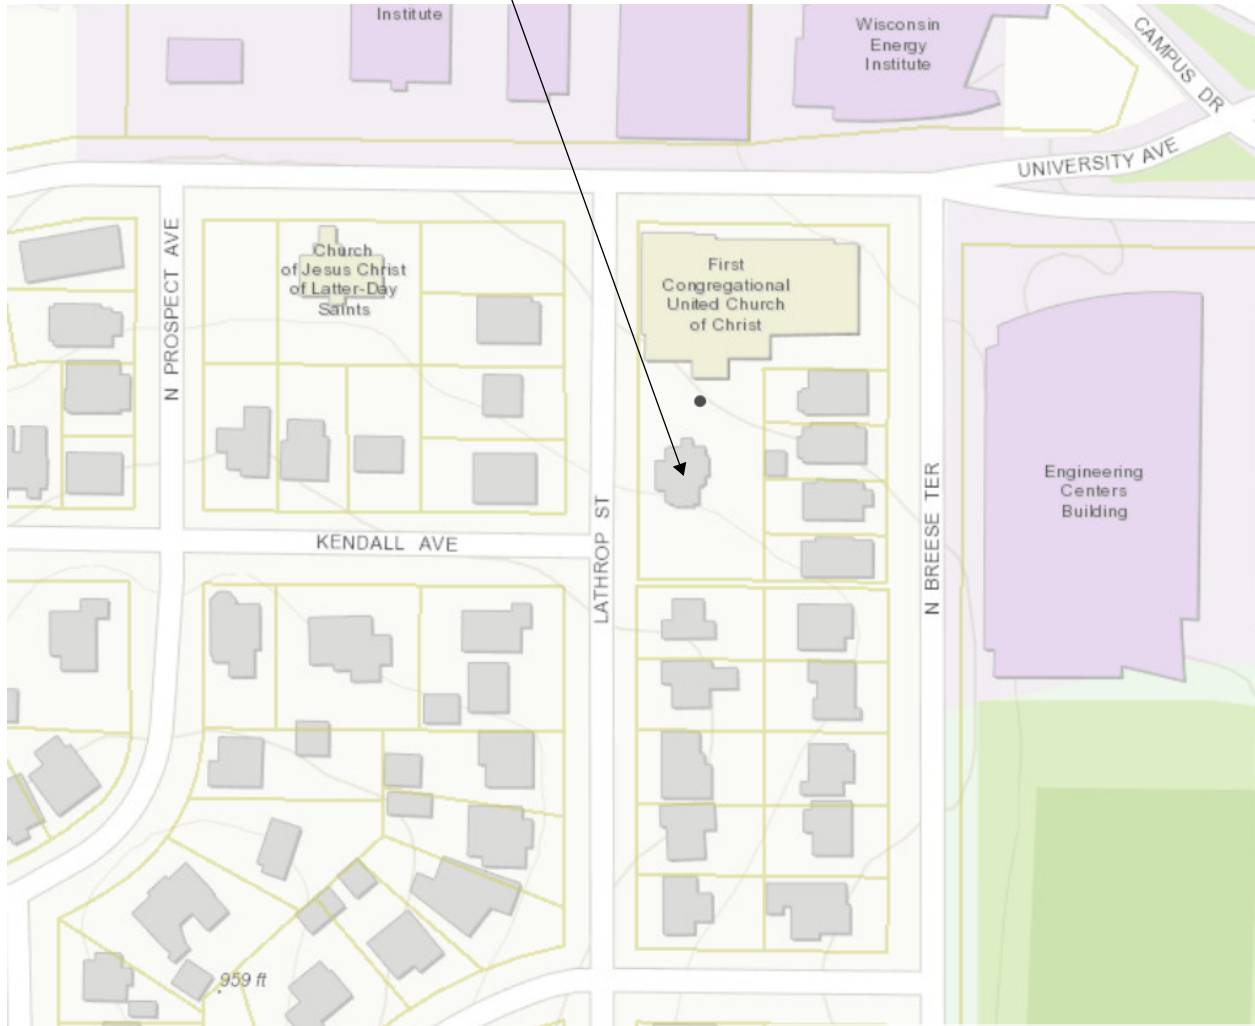 Institute
Wisconsin
Energy
Institute
CAMPUS DR
UNIVERSITY AVE
N PROSPECT AVE
Church
of Jesus Christ
of Latter-Day
Saints
First
Congregational
United Church
of Christ
Engineering
Centers
Building
N BREESE TER
LATHROP ST
KENDALL AVE
959 ft